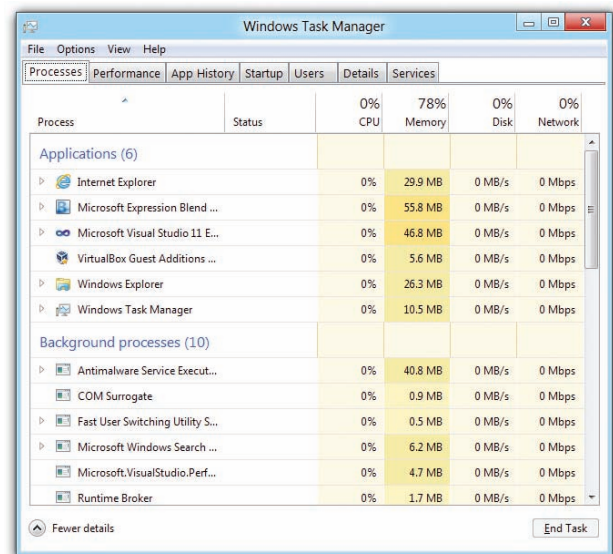 Windows Task Manager
File Options View Help
Processes Performance App History Startup Users Details Services
0% 78% 0% 0%
Process Status CPU Memory Disk Network
Applications (6)
Internet Explorer 0% 29.9 MB 0 MB/s 0 Mbps
Microsoft Expression Blend ... 0% 55.8 MB 0 MB/s 0 Mbps
Microsoft Visual Studio 11 E... 0% 46.8 MB 0 MB/s 0 Mbps
VirtualBox Guest Additions ... 0% 5.6 MB 0 MB/s 0 Mbps
Windows Explorer 0% 26.3 MB 0 MB/s 0 Mbps
Windows Task Manager 0% 10.5 MB 0 MB/s 0 Mbps
Background processes (10)
Antimalware Service Execut... 0% 40.8 MB 0 MB/s 0 Mbps
COM Surrogate 0% 0.9 MB 0 MB/s 0 Mbps
Fast User Switching Utility S... 0% 0.5 MB 0 MB/s 0 Mbps
Microsoft Windows Search ... 0% 6.2 MB 0 MB/s 0 Mbps
Microsoft.VisualStudio.Perf... 0% 4.7 MB 0 MB/s 0 Mbps
Runtime Broker 0% 1.7 MB 0 MB/s 0 Mbps
Fewer details End Task